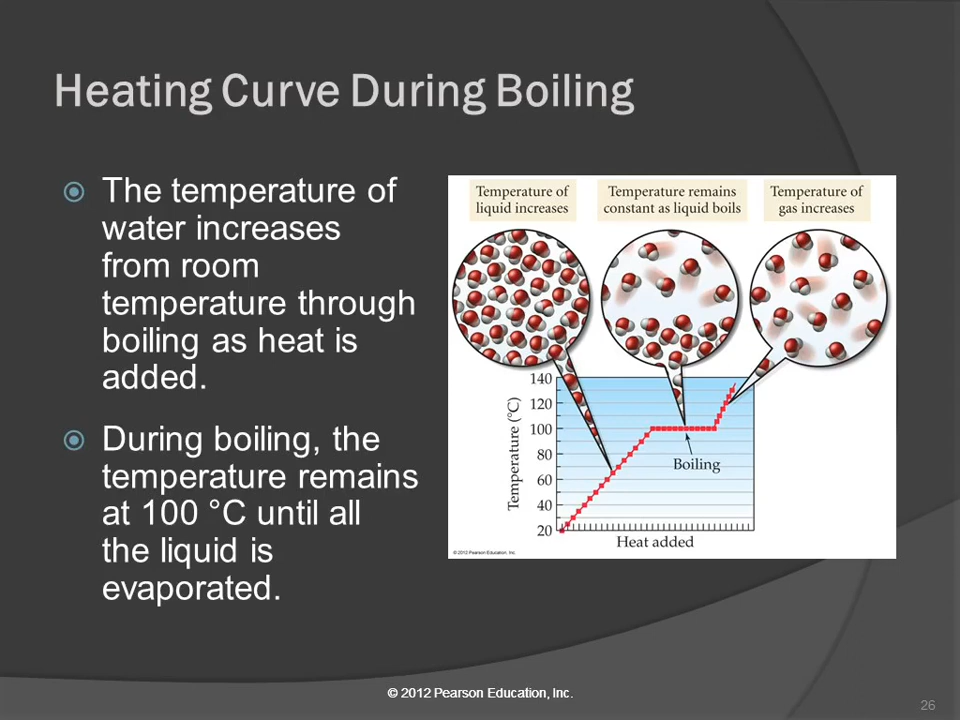 Heating Curve During Boiling
The temperature of
water increases
from room
temperature through
boiling as heat is
added.
During boiling, the
temperature remains
at 100 °C until all
the liquid is
evaporated.
Temperature of
liquid increases
Temperature remains
constant as liquid boils
Temperature of
gas increases
140
120
100
80
60
40
20
Temperature (°C)
Boiling
Heat added
© 2012 Pearson Education, Inc.
© 2012 Pearson Education, Inc.
26